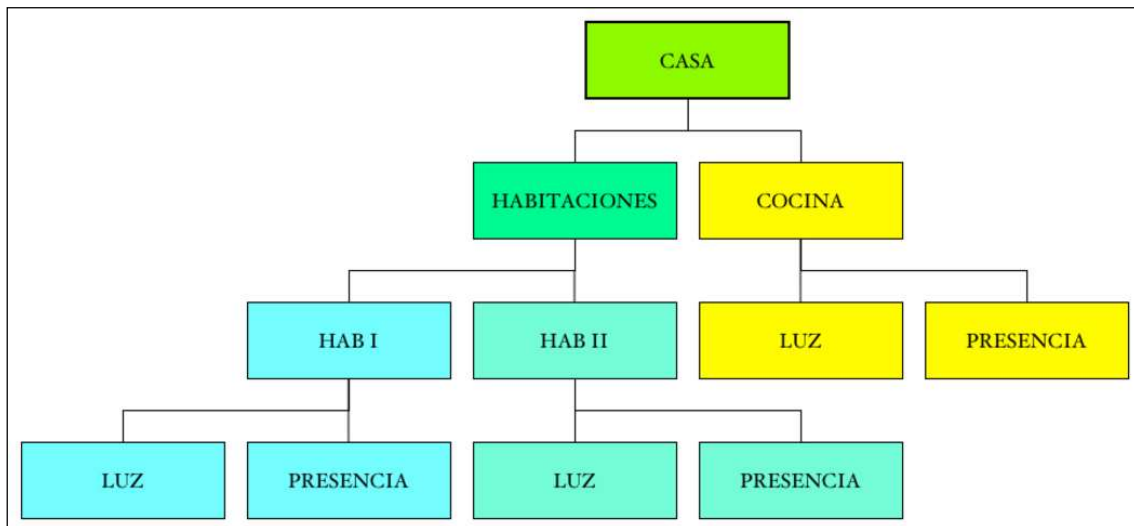 CASA
HABITACIONES
COCINA
HAB I
HAB II
LUZ
PRESENCIA
LUZ
PRESENCIA
LUZ
PRESENCIA